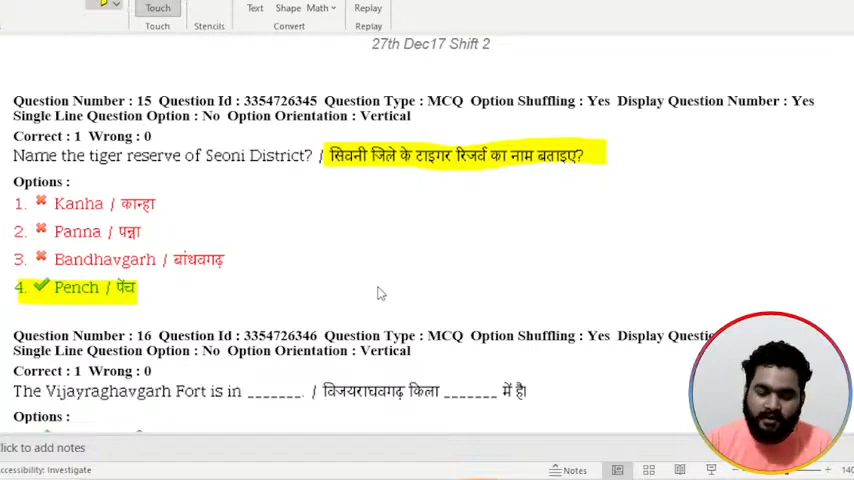 Touch
Text
Shape
Math
Replay
Touch
Stencils
Convert
Replay
27th Dec17 Shift 2
Question Number : 15 Question Id : 3354726345 Question Type : MCQ Option Shuffling : Yes Display Question Number : Yes
Single Line Question Option : No Option Orientation : Vertical
Correct : 1 Wrong : 0
Name the tiger reserve of Seoni District? / सिवनी जिले के टाइगर रिजर्व का नाम बताइए?
Options :
1. Kanha / कान्हा
2. Panna / पन्ना
3. Bandhavgarh / बांधवगढ़
4. Pench / पेंच
Question Number : 16 Question Id : 3354726346 Question Type : MCQ Option Shuffling : Yes Display
Single Line Question Option : No Option Orientation : Vertical
Correct : 1 Wrong : 0
The Vijayraghavgarh Fort is in _______. / विजयराघवगढ़ किला _______ में है।
Options :
Click to add notes
Accessibility: Investigate
Notes